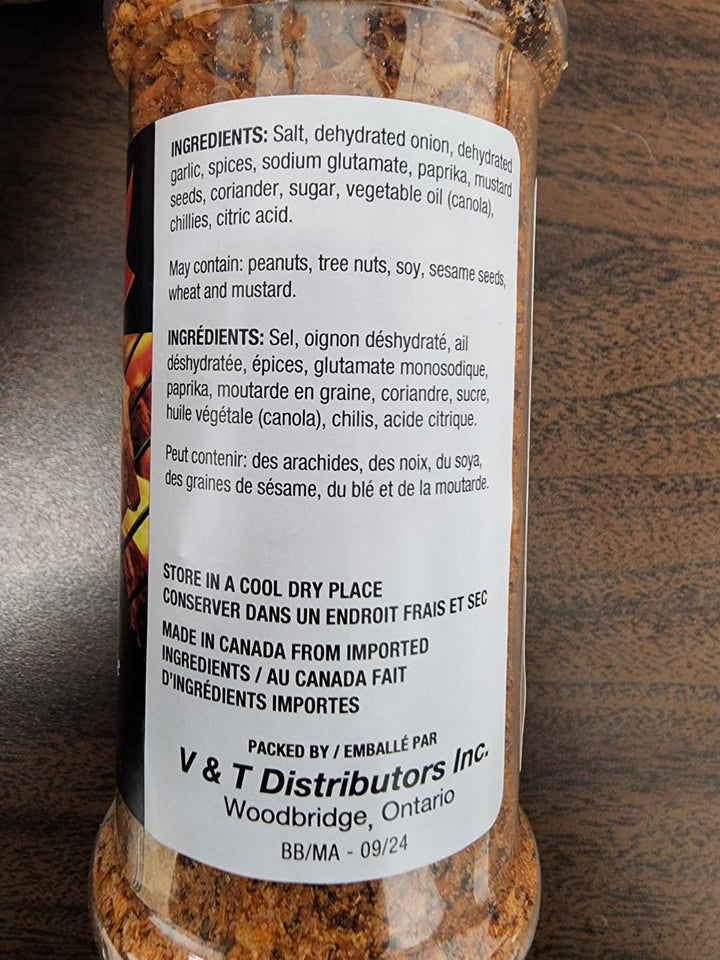 INGREDIENTS: Salt, dehydrated onion, dehydrated
garlic, spices, sodium glutamate, paprika, mustard
seeds, coriander, sugar, vegetable oil (canola),
chillies, citric acid.
May contain: peanuts, tree nuts, soy, sesame seeds,
wheat and mustard.
INGRÉDIENTS: Sel, oignon déshydraté, ail
déshydratée, épices, glutamate monosodique,
paprika, moutarde en graine, coriandre, sucre,
huile végétale (canola), chilis, acide citrique.
Peut contenir: des arachides, des noix, du soya,
des graines de sésame, du blé et de la moutarde.
STORE IN A COOL DRY PLACE
CONSERVER DANS UN ENDROIT FRAIS ET SEC
MADE IN CANADA FROM IMPORTED
INGREDIENTS / AU CANADA FAIT
D'INGRÉDIENTS IMPORTES
PACKED BY / EMBALLÉ PAR
V & T Distributors Inc.
Woodbridge, Ontario
BB/MA - 09/24